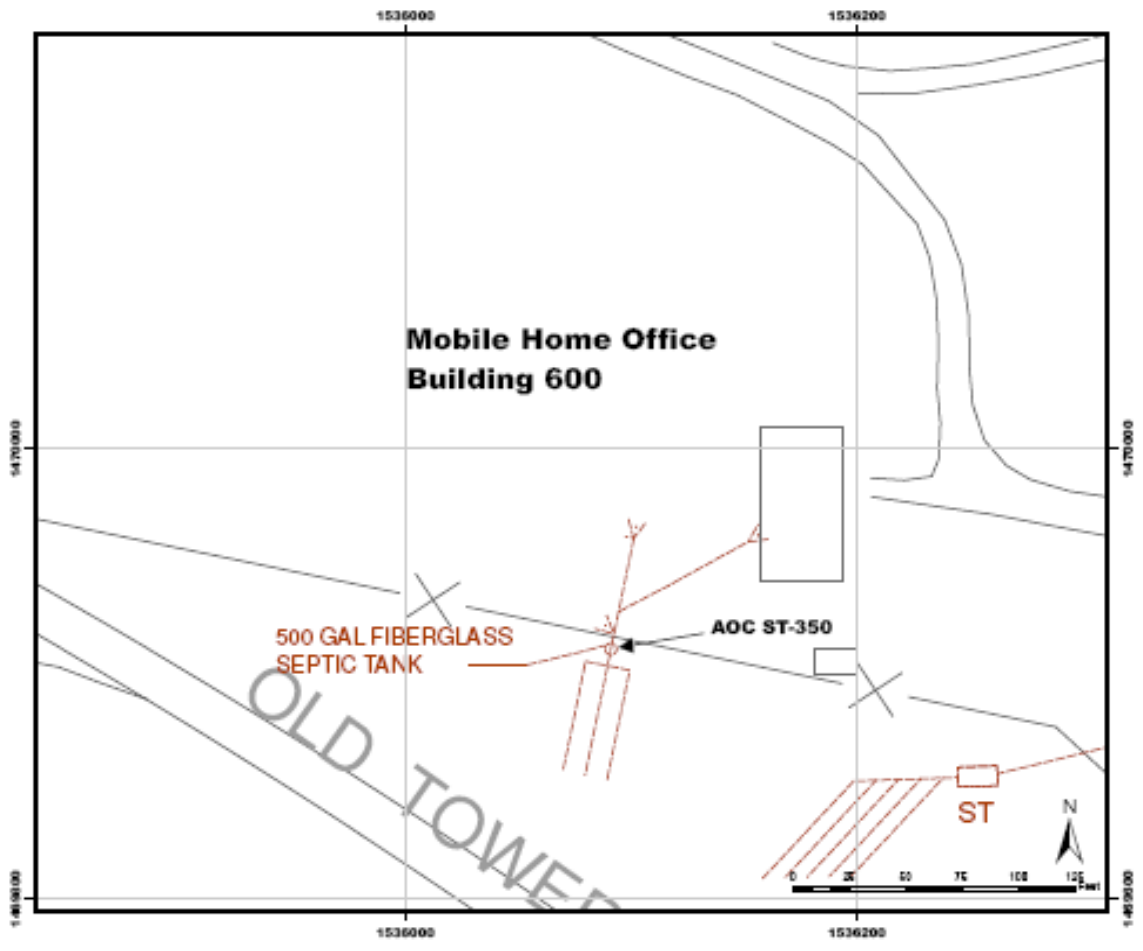 1536000
1536200
Mobile Home Office
Building 600
1470000
1470000
AOC ST-350
500 GAL FIBERGLASS
SEPTIC TANK
OLD TOWER
ST
N
0 25 50 75 100 125
Feet
1469800
1469800
1536000
1536200